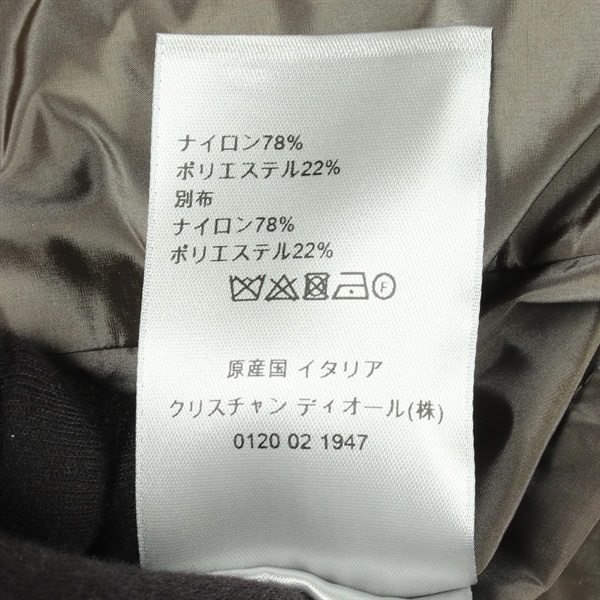 ナイロン78%
ポリエステル22%
別布
ナイロン78%
ポリエステル22%
F
原産国 イタリア
クリスチャン ディオール(株)
0120 02 1947